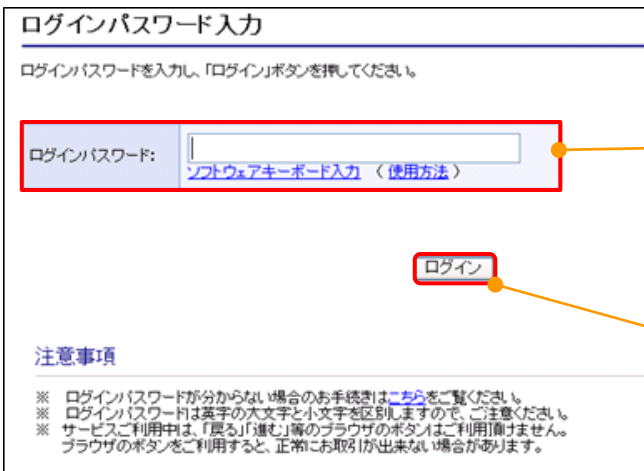 ログインパスワード入力
ログインパスワードを入力し、「ログイン」ボタンを押してください。
ログインパスワード:
ソフトウェアキーボード入力 (使用方法)
ログイン
注意事項
※ ログインパスワードが分からない場合のお手続きはこちらをご覧ください。
※ ログインパスワードは英字の大文字と小文字を区別しますので、ご注意ください。
※ サービスご利用中は、「戻る」「進む」等のブラウザのボタンはご利用頂けません。
ブラウザのボタンをご利用すると、正常にお取引が出来ない場合があります。